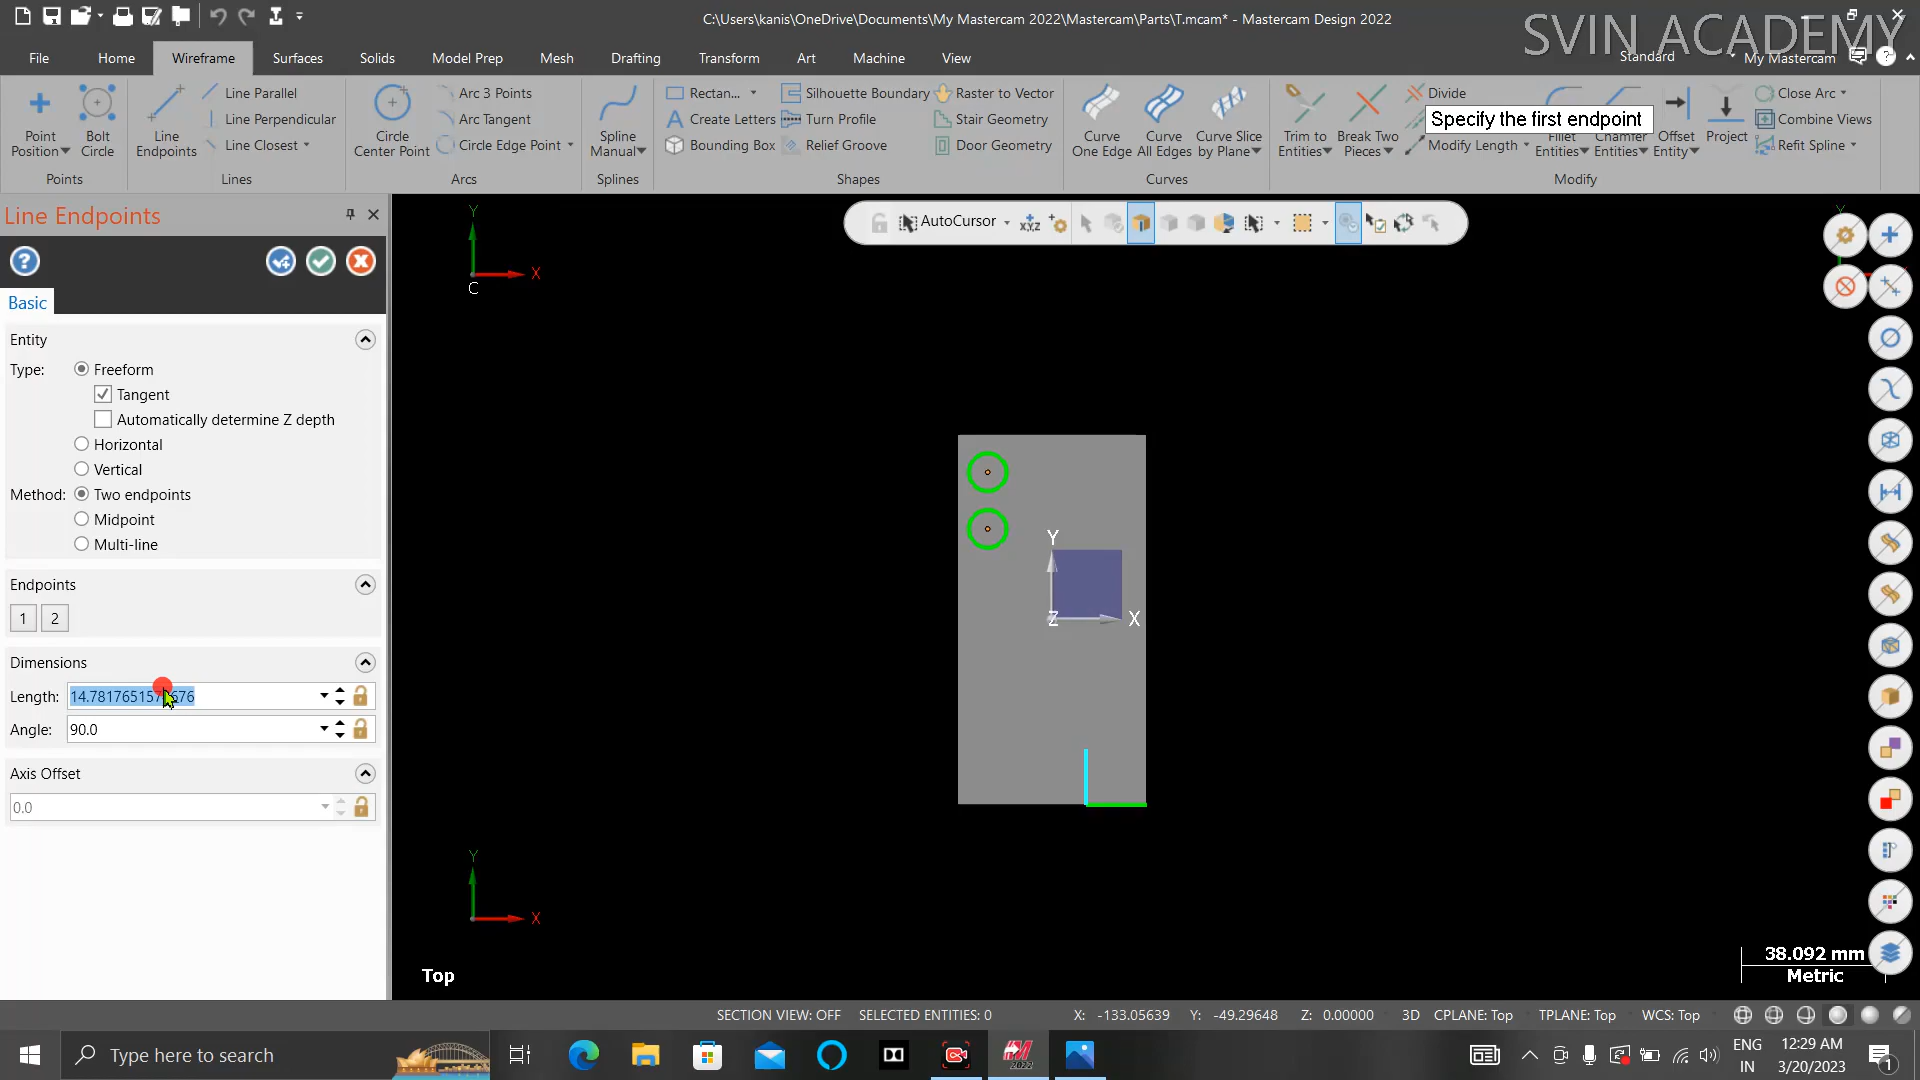 C:\Users\kanis\OneDrive\Documents\My Mastercam 2022\Mastercam\Parts\T.mcam* - Mastercam Design 2022
SVIN ACADEMY
File Home Wireframe Surfaces Solids Model Prep Mesh Drafting Transform Art Machine View Standard My Mastercam
Line Parallel Arc 3 Points Rectan... Silhouette Boundary Raster to Vector Divide Close Arc
Line Perpendicular Arc Tangent Create Letters Turn Profile Stair Geometry Specify the first endpoint Combine Views
Line Closest Circle Edge Point Bounding Box Relief Groove Door Geometry Modify Length Refit Spline
Point Position Bolt Circle Line Endpoints Circle Center Point Spline Manual Curve One Edge Curve All Edges Curve Slice by Plane Trim to Entities Break Two Pieces Fillet Entities Chamfer Entities Offset Entity Project
Points Lines Arcs Splines Shapes Curves Modify
Line Endpoints
AutoCursor
Y
X
C
Basic
Entity
Type: Freeform
Tangent
Automatically determine Z depth
Horizontal
Vertical
Method: Two endpoints
Midpoint
Multi-line
Y
Z
X
Endpoints
1 2
Dimensions
Length:
Angle: 90.0
Axis Offset
0.0
Y
X
Top
38.092 mm
Metric
SECTION VIEW: OFF SELECTED ENTITIES: 0 X: -133.05639 Y: -49.29648 Z: 0.00000 3D CPLANE: Top TPLANE: Top WCS: Top
Type here to search
2022
ENG
IN
12:29 AM
3/20/2023
1